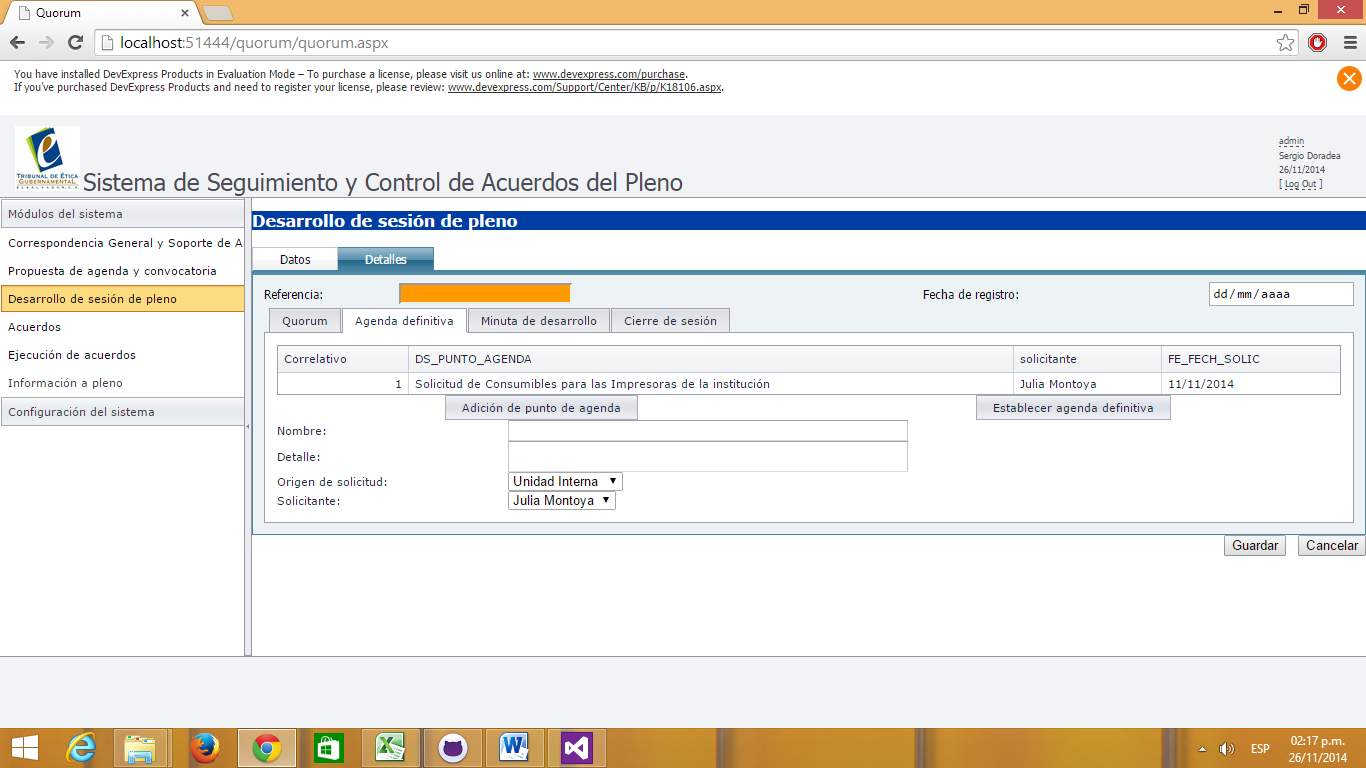 Quorum
localhost:51444/quorum/quorum.aspx
You have installed DevExpress Products in Evaluation Mode – To purchase a license, please visit us online at: www.devexpress.com/purchase.
If you've purchased DevExpress Products and need to register your license, please review: www.devexpress.com/Support/Center/KB/p/K18106.aspx.
TRIBUNAL DE ÉTICA
GUBERNAMENTAL
Sistema de Seguimiento y Control de Acuerdos del Pleno
admin
Sergio Doradea
26/11/2014
[ Log Out ]
Módulos del sistema
Correspondencia General y Soporte de A
Propuesta de agenda y convocatoria
Desarrollo de sesión de pleno
Acuerdos
Ejecución de acuerdos
Información a pleno
Configuración del sistema
Desarrollo de sesión de pleno
Datos Detalles
Referencia: Fecha de registro: dd/mm/aaaa
Quorum Agenda definitiva Minuta de desarrollo Cierre de sesión
Correlativo DS_PUNTO_AGENDA solicitante FE_FECH_SOLIC
1 Solicitud de Consumibles para las Impresoras de la institución Julia Montoya 11/11/2014
Adición de punto de agenda Establecer agenda definitiva
Nombre:
Detalle:
Origen de solicitud: Unidad Interna
Solicitante: Julia Montoya
Guardar Cancelar
ESP
02:17 p.m.
26/11/2014